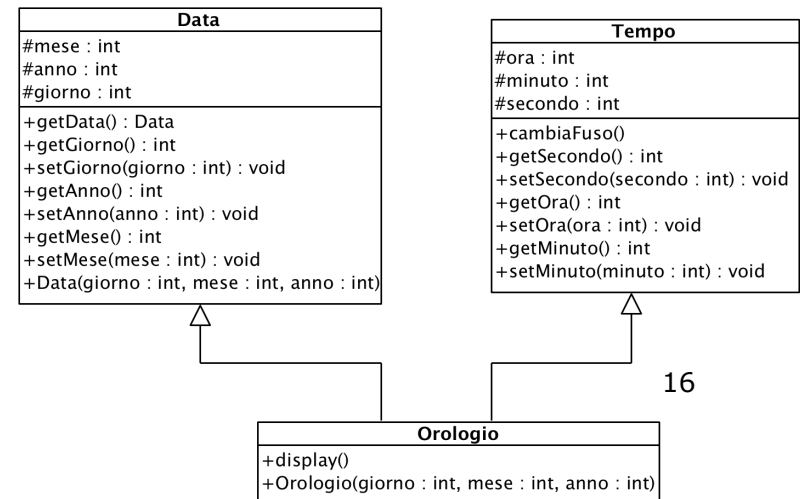 Data
#mese : int
#anno : int
#giorno : int
+getData() : Data
+getGiorno() : int
+setGiorno(giorno : int) : void
+getAnno() : int
+setAnno(anno : int) : void
+getMese() : int
+setMese(mese : int) : void
+Data(giorno : int, mese : int, anno : int)
Tempo
#ora : int
#minuto : int
#secondo : int
+cambiaFuso()
+getSecondo() : int
+setSecondo(secondo : int) : void
+getOra() : int
+setOra(ora : int) : void
+getMinuto() : int
+setMinuto(minuto : int) : void
16
Orologio
+display()
+Orologio(giorno : int, mese : int, anno : int)